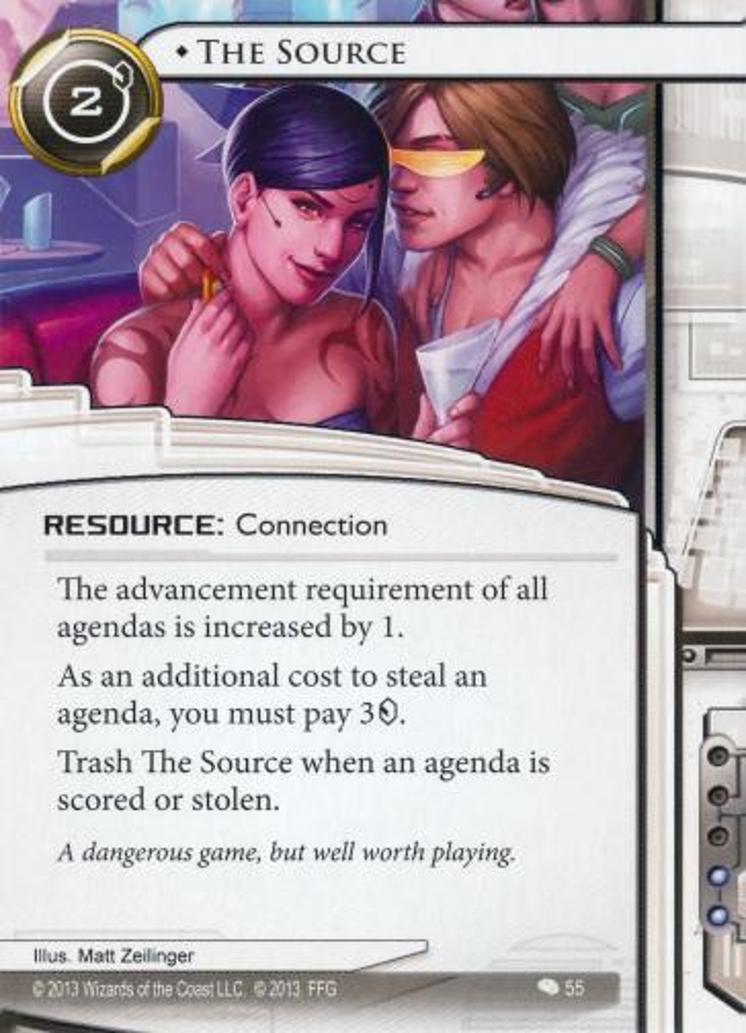 2
♦ THE SOURCE
RESOURCE: Connection
The advancement requirement of all
agendas is increased by 1.
As an additional cost to steal an
agenda, you must pay 3.
Trash The Source when an agenda is
scored or stolen.
A dangerous game, but well worth playing.
Illus. Matt Zeilinger
© 2013 Wizards of the Coast LLC © 2013 FFG 55